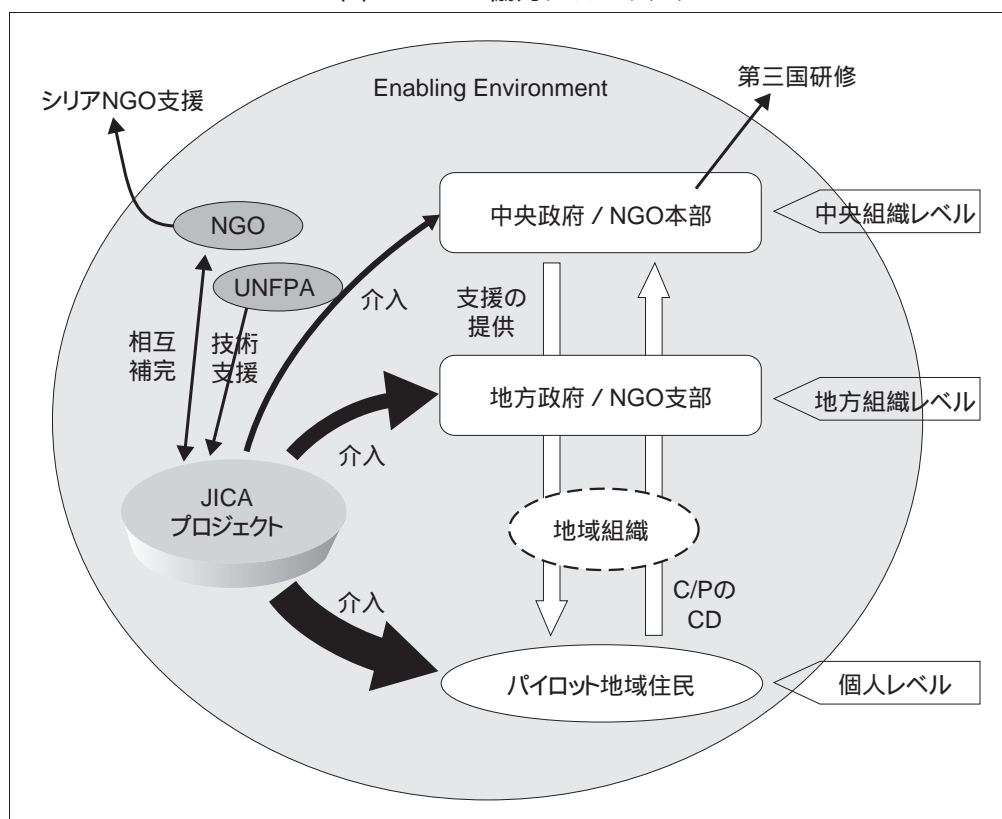 Enabling Environment
第三国研修
シリアNGO支援
NGO
中央政府 / NGO本部
中央組織レベル
UNFPA
介入
支援の
提供
相互
補完
技術
支援
地方政府 / NGO支部
地方組織レベル
介入
JICA
プロジェクト
地域組織
C/Pの
CD
介入
パイロット地域住民
個人レベル